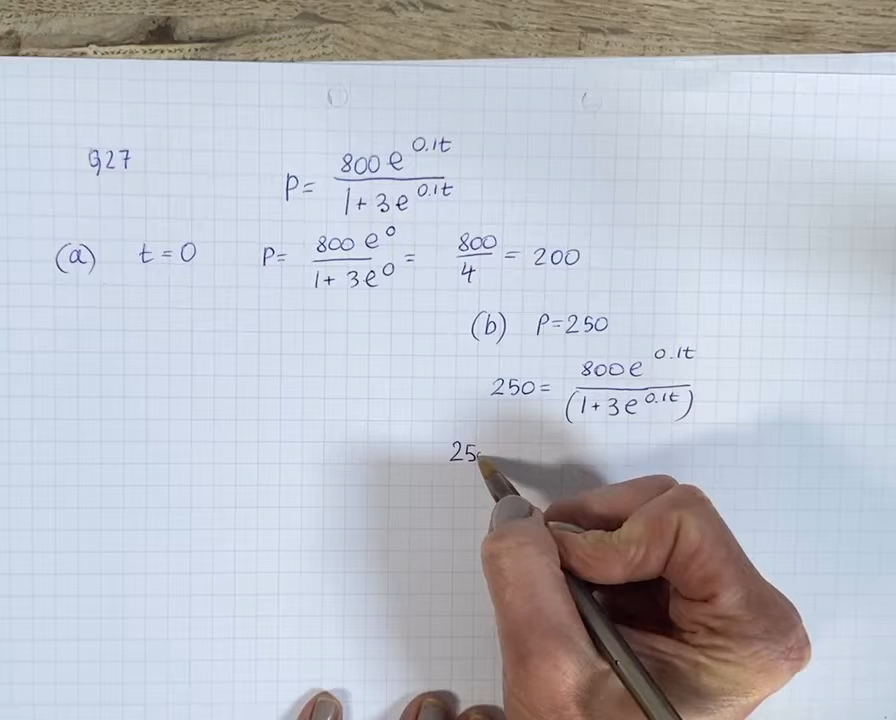 Q27
P = 800e^0.1t / 1+3e^0.1t
(a) t=0 P= 800e^0 / 1+3e^0 = 800/4 = 200
(b) P=250
250 = 800e^0.1t / (1+3e^0.1t)
25